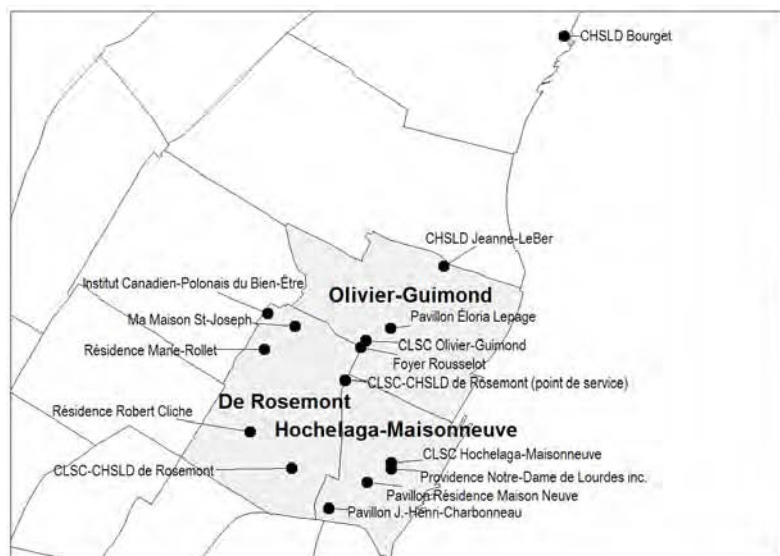 CHSLD Bourget
CHSLD Jeanne-LeBer
Institut Canadien-Polonais du Bien-Être
Olivier-Guimond
Ma Maison St-Joseph
Pavillon Éloria Lepage
CLSC Olivier-Guimond
Résidence Marie-Rollet
Foyer Rousselot
CLSC-CHSLD de Rosemont (point de service)
De Rosemont
Résidence Robert Cliche
Hochelaga-Maisonneuve
CLSC Hochelaga-Maisonneuve
CLSC-CHSLD de Rosemont
Providence Notre-Dame de Lourdes inc.
Pavillon Résidence Maison Neuve
Pavillon J.-Henri-Charbonneau